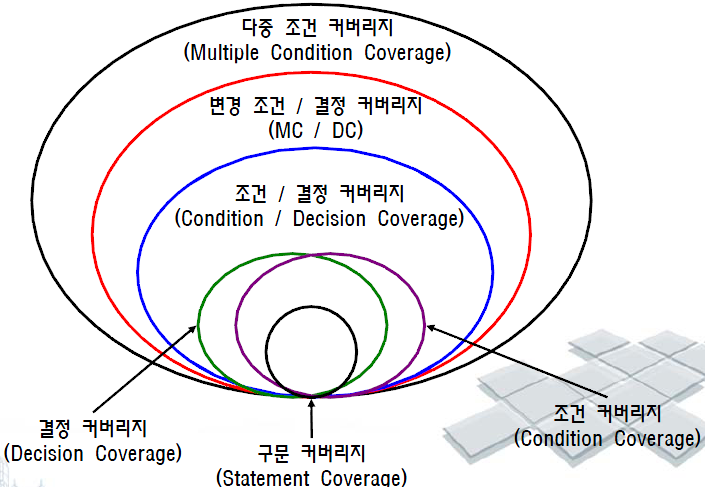 다중 조건 커버리지
(Multiple Condition Coverage)
변경 조건 / 결정 커버리지
(MC / DC)
조건 / 결정 커버리지
(Condition / Decision Coverage)
결정 커버리지
(Decision Coverage)
구문 커버리지
(Statement Coverage)
조건 커버리지
(Condition Coverage)